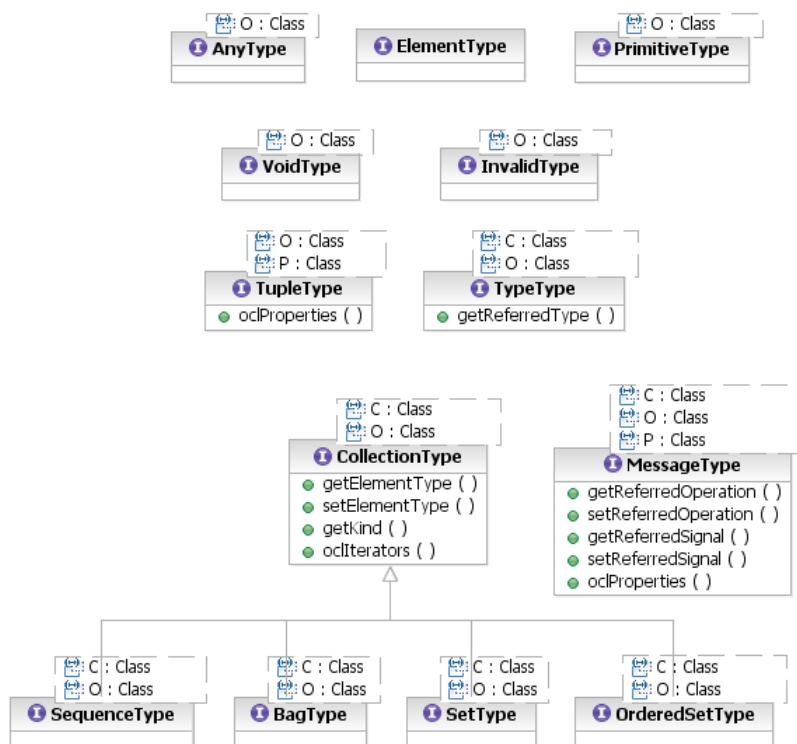 O : Class
AnyType
ElementType
O : Class
PrimitiveType
O : Class
VoidType
O : Class
InvalidType
O : Class
P : Class
TupleType
oclProperties ( )
C : Class
O : Class
TypeType
getReferredType ( )
C : Class
O : Class
CollectionType
getElementType ( )
setElementType ( )
getKind ( )
oclIterators ( )
C : Class
O : Class
P : Class
MessageType
getReferredOperation ( )
setReferredOperation ( )
getReferredSignal ( )
setReferredSignal ( )
oclProperties ( )
C : Class
O : Class
SequenceType
C : Class
O : Class
BagType
C : Class
O : Class
SetType
C : Class
O : Class
OrderedSetType